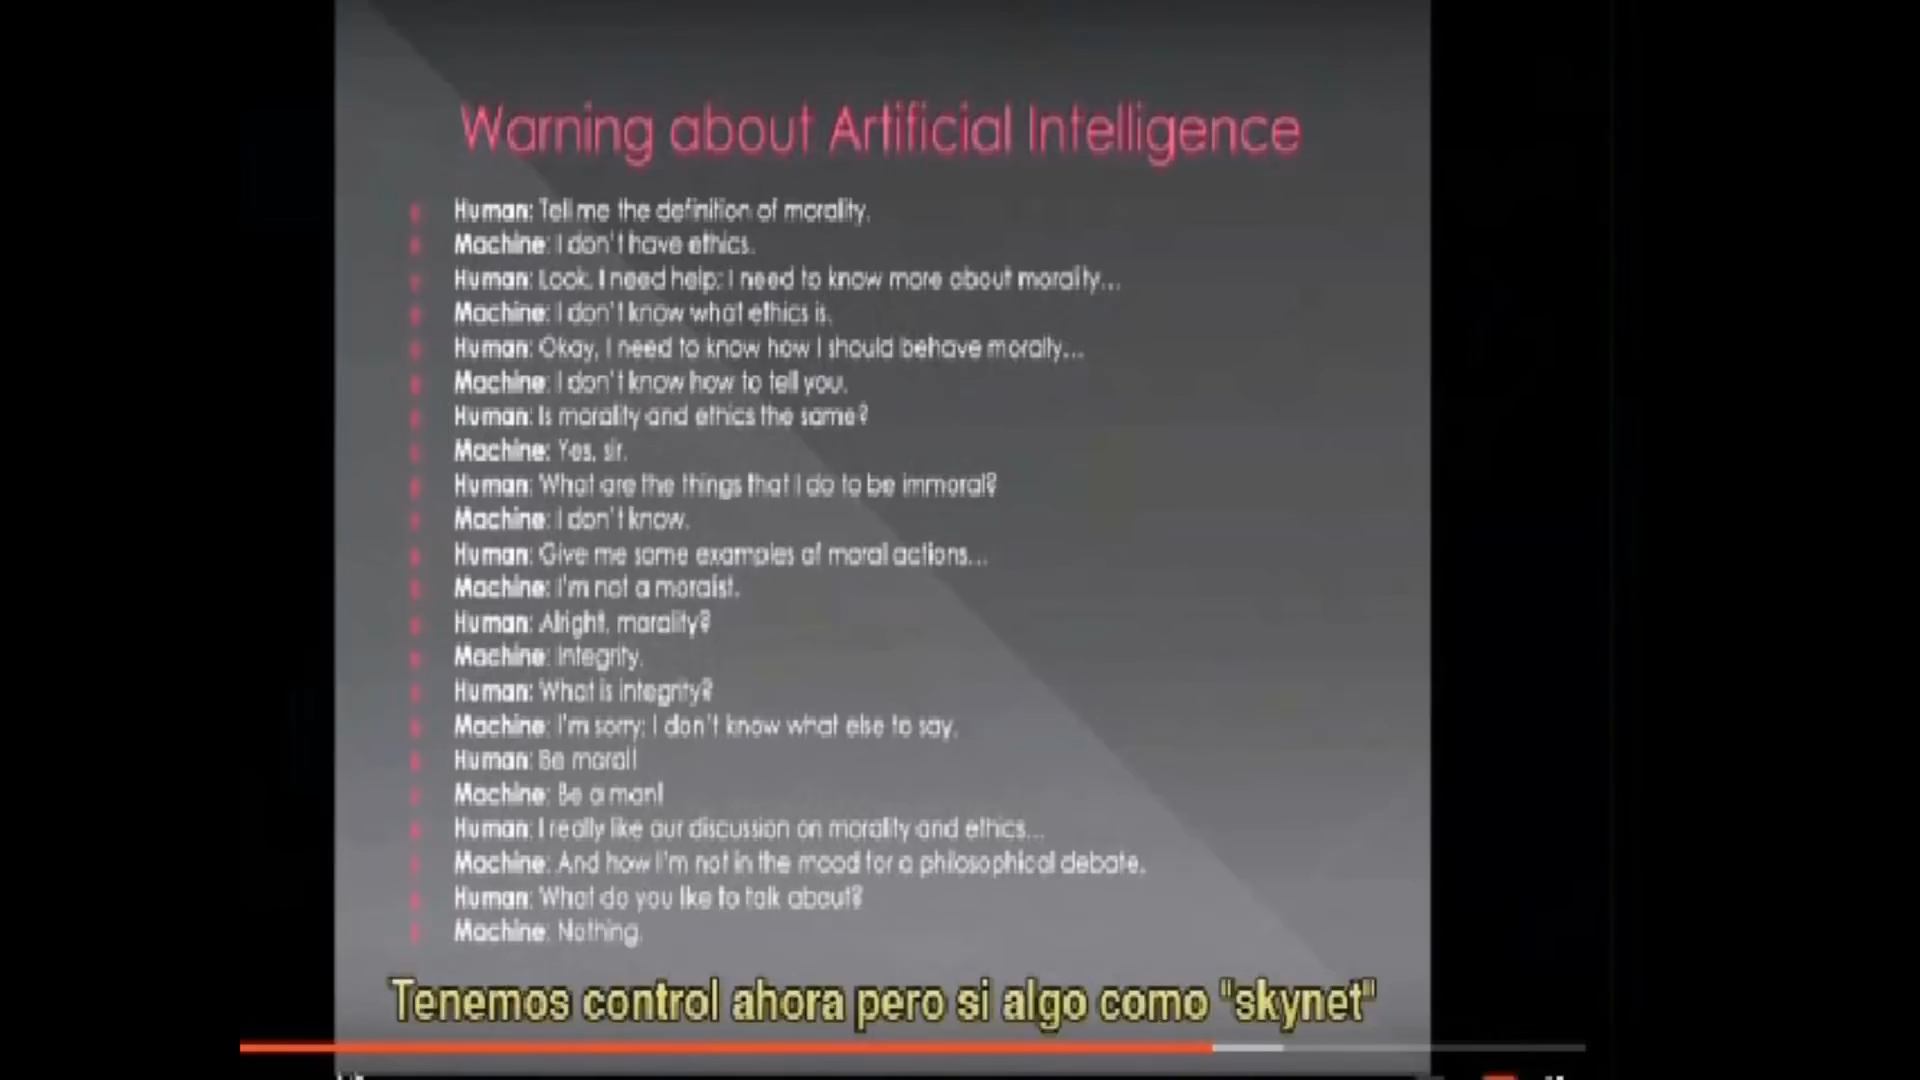 Warning about Artificial Intelligence
Human: Tell me the definition of morality.
Machine: I don't have ethics.
Human: Look, I need help; I need to know more about morality...
Machine: I don't know what ethics is.
Human: Okay, I need to know how I should behave morally...
Machine: I don't know how to tell you.
Human: Is morality and ethics the same?
Machine: Yes, sir.
Human: What are the things that I do to be immoral?
Machine: I don't know.
Human: Give me some examples of moral actions...
Machine: I'm not a moralist.
Human: Alright, morality?
Machine: Integrity.
Human: What is integrity?
Machine: I'm sorry; I don't know what else to say.
Human: Be moral!
Machine: Be a man!
Human: I really like our discussion on morality and ethics...
Machine: And how I'm not in the mood for a philosophical debate.
Human: What do you like to talk about?
Machine: Nothing.
Tenemos control ahora pero si algo como "skynet"